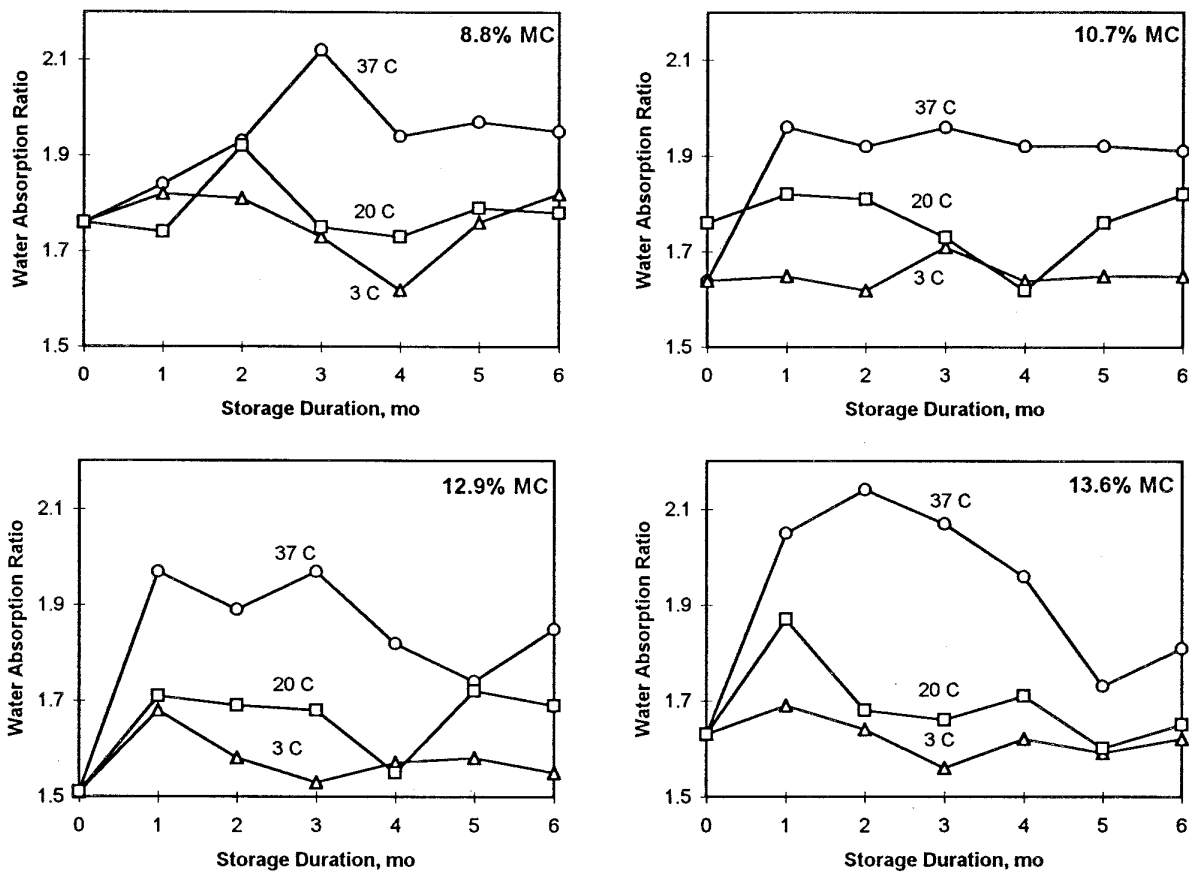 8.8% MC
2.1
1.9
1.7
1.5
Water Absorption Ratio
37 C
20 C
3 C
0 1 2 3 4 5 6
Storage Duration, mo
10.7% MC
2.1
1.9
1.7
1.5
Water Absorption Ratio
37 C
20 C
3 C
0 1 2 3 4 5 6
Storage Duration, mo
12.9% MC
2.1
1.9
1.7
1.5
Water Absorption Ratio
37 C
20 C
3 C
0 1 2 3 4 5 6
Storage Duration, mo
13.6% MC
2.1
1.9
1.7
1.5
Water Absorption Ratio
37 C
20 C
3 C
0 1 2 3 4 5 6
Storage Duration, mo